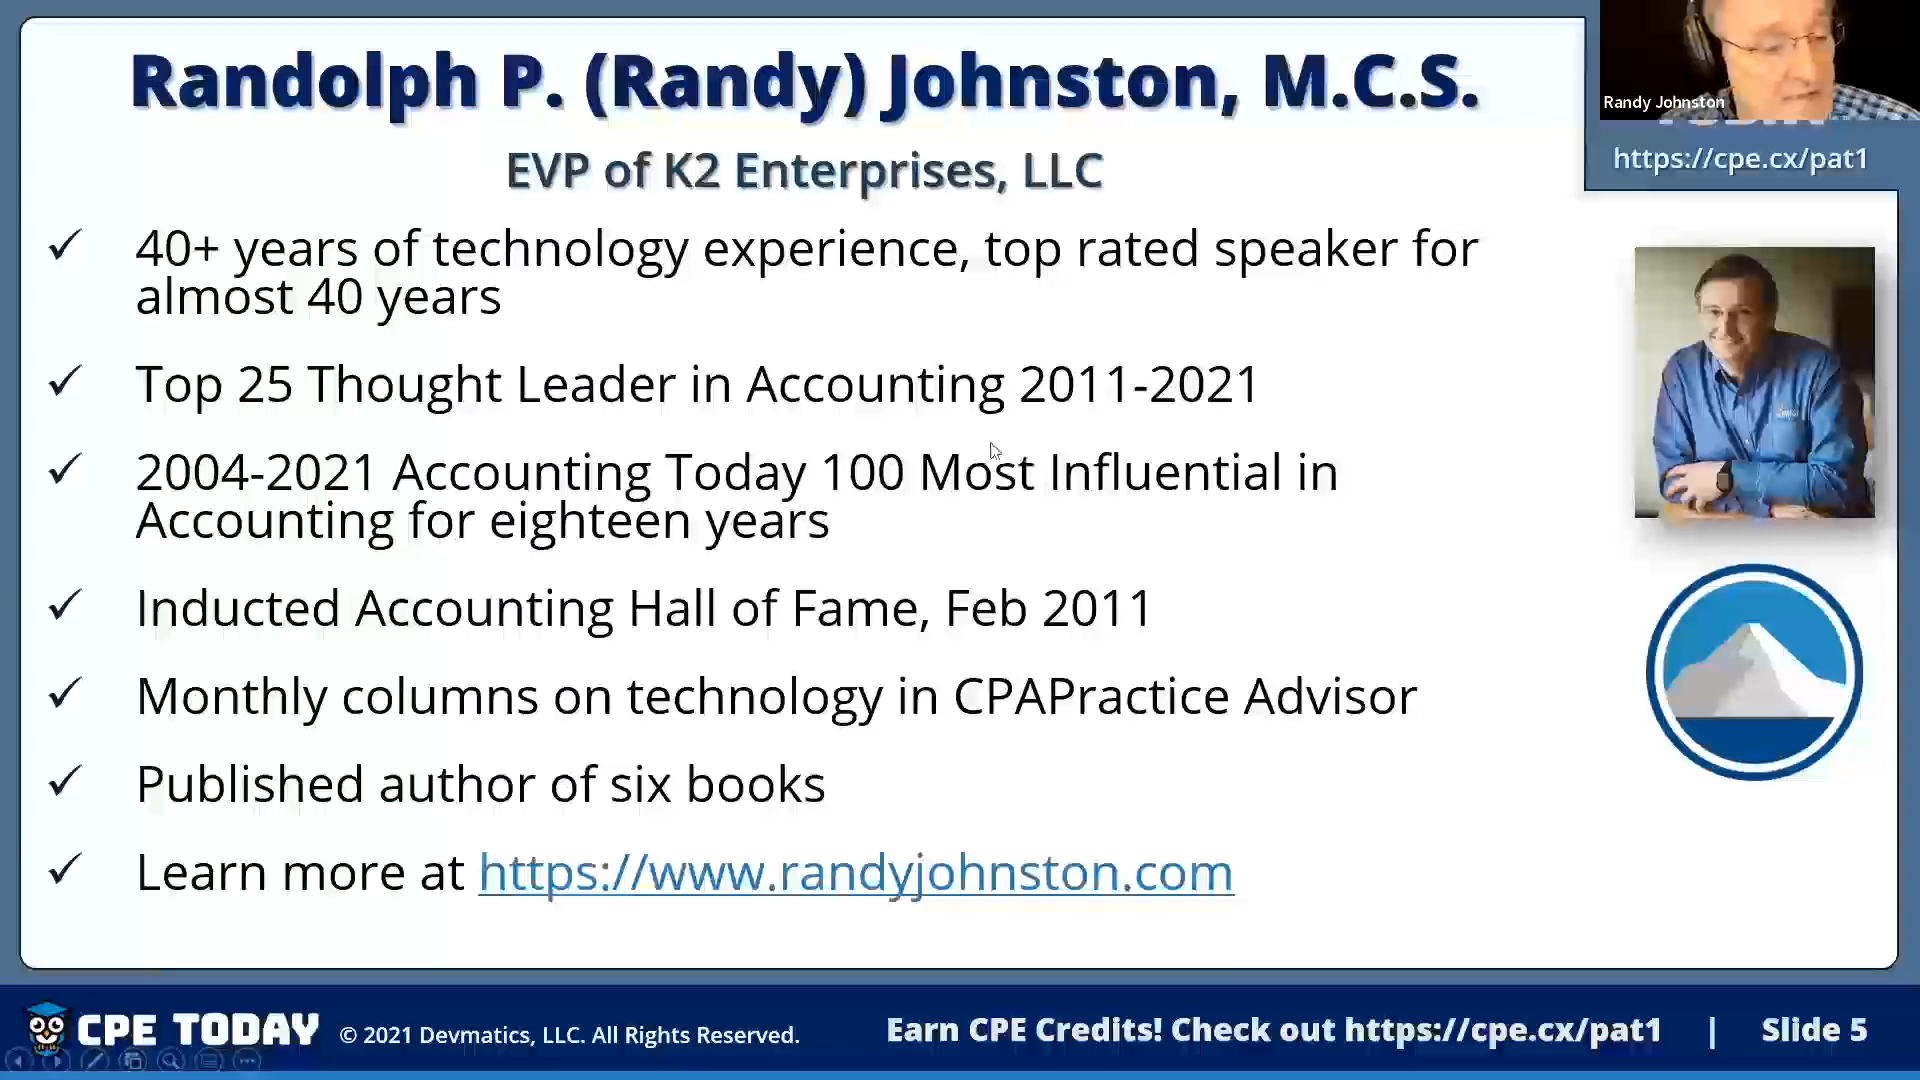 Randolph P. (Randy) Johnston, M.C.S.
EVP of K2 Enterprises, LLC
Randy Johnston
https://cpe.cx/pat1
40+ years of technology experience, top rated speaker for
almost 40 years
Top 25 Thought Leader in Accounting 2011-2021
2004-2021 Accounting Today 100 Most Influential in
Accounting for eighteen years
Inducted Accounting Hall of Fame, Feb 2011
Monthly columns on technology in CPAPractice Advisor
Published author of six books
Learn more at https://www.randyjohnston.com
CPE TODAY © 2021 Devmatics, LLC. All Rights Reserved. Earn CPE Credits! Check out https://cpe.cx/pat1 | Slide 5